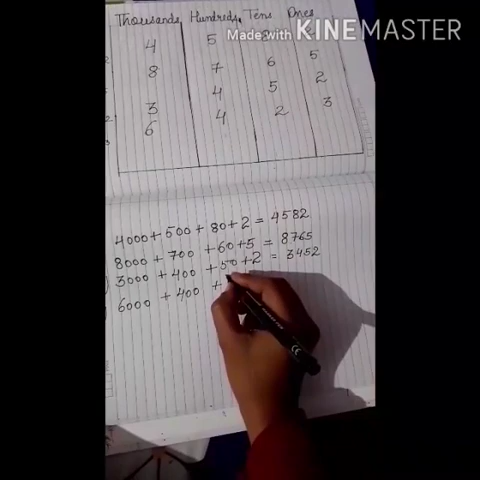 Thousands Hundreds Tens Ones
Made with KINEMASTER
4 5
8 7 6 5
3 4 5 2
6 4 2 3
4000 + 500 + 80 + 2 = 4582
8000 + 700 + 60 + 5 = 8765
3000 + 400 + 50 + 2 = 3452
6000 + 400 +